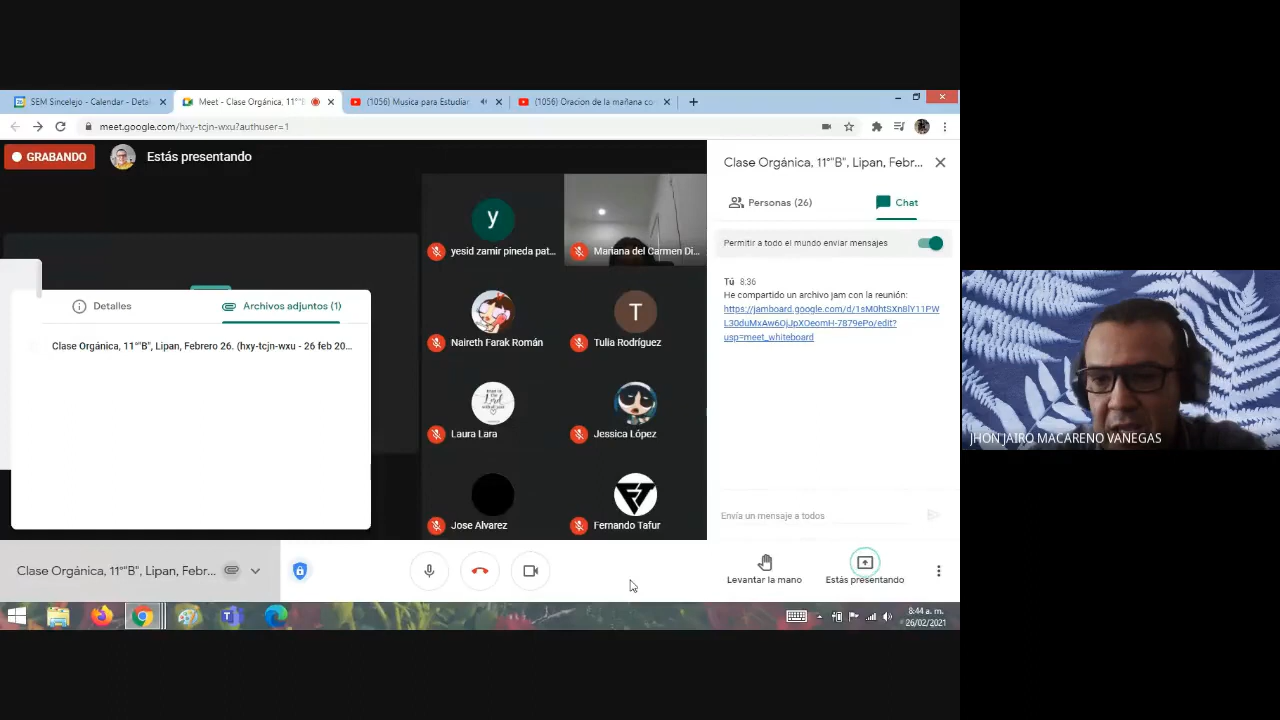 SEM Sincelejo - Calendar - Detal
Meet - Clase Orgánica, 11°"B
(1056) Musica para Estudiar
(1056) Oracion de la mañana co
meet.google.com/hxy-tcjn-wxu?authuser=1
GRABANDO
Estás presentando
Clase Orgánica, 11°"B", Lipan, Febr...
Personas (26)
Chat
Permitir a todo el mundo enviar mensajes
Tú 8:36
He compartido un archivo jam con la reunión:
https://jamboard.google.com/d/1sM0htSXn8lY11PW
L30duMxAw6OjJpXOeomH-7879ePo/edit?
usp=meet_whiteboard
y
yesid zamir pineda pat...
Mariana del Carmen Di...
Naireth Farak Román
T
Tulia Rodríguez
Laura Lara
Jessica López
Jose Alvarez
Fernando Tafur
Detalles
Archivos adjuntos (1)
Clase Orgánica, 11°"B", Lipan, Febrero 26. (hxy-tcjn-wxu - 26 feb 20...
Envía un mensaje a todos
Clase Orgánica, 11°"B", Lipan, Febr...
Levantar la mano
Estás presentando
8:44 a. m.
26/02/2021
JHON JAIRO MACARENO VANEGAS